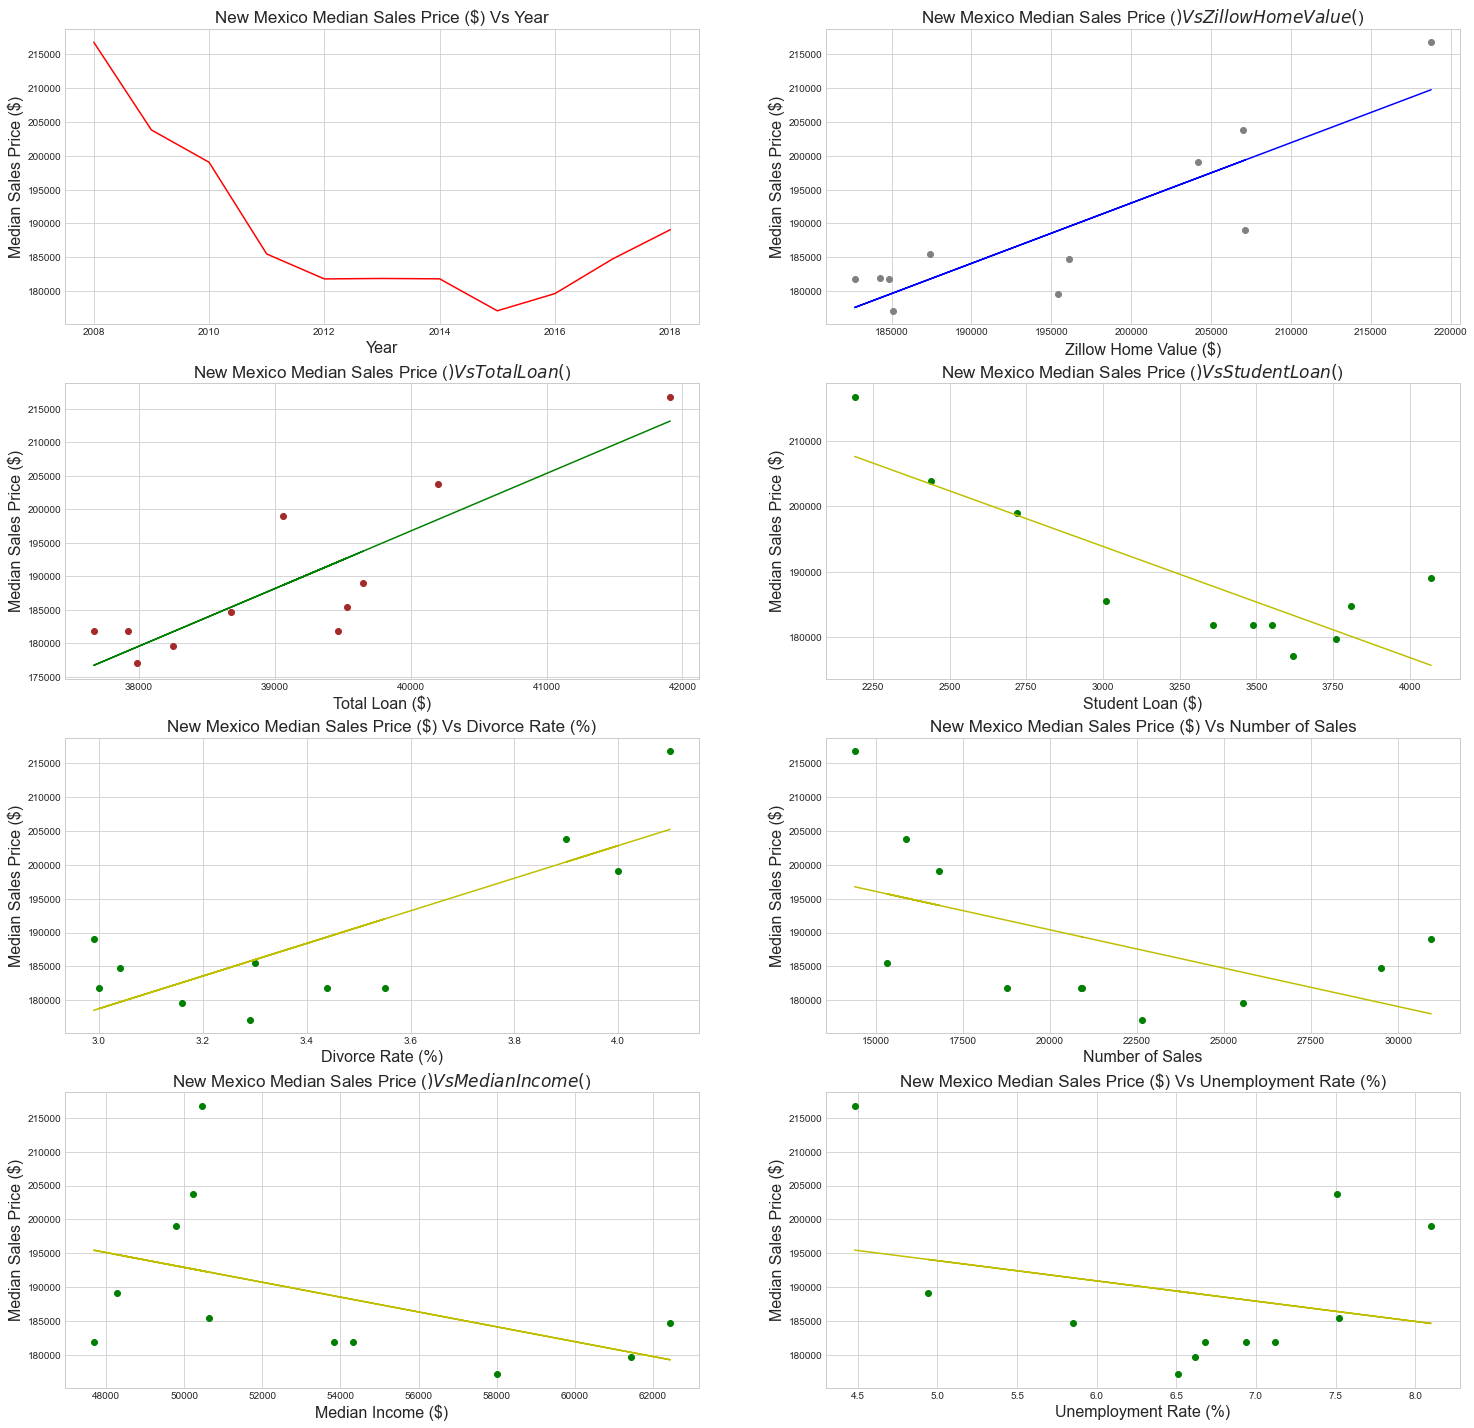 New Mexico Median Sales Price ($) Vs Year
Median Sales Price ($)
215000
210000
205000
200000
195000
190000
185000
180000
2008 2010 2012 2014 2016 2018
Year
New Mexico Median Sales Price ()VsZillowHomeValue()
Median Sales Price ($)
215000
210000
205000
200000
195000
190000
185000
180000
185000 190000 195000 200000 205000 210000 215000 220000
Zillow Home Value ($)
New Mexico Median Sales Price ()VsTotalLoan()
Median Sales Price ($)
215000
210000
205000
200000
195000
190000
185000
180000
175000
38000 39000 40000 41000 42000
Total Loan ($)
New Mexico Median Sales Price ()VsStudentLoan()
Median Sales Price ($)
210000
200000
190000
180000
2250 2500 2750 3000 3250 3500 3750 4000
Student Loan ($)
New Mexico Median Sales Price ($) Vs Divorce Rate (%)
Median Sales Price ($)
215000
210000
205000
200000
195000
190000
185000
180000
3.0 3.2 3.4 3.6 3.8 4.0
Divorce Rate (%)
New Mexico Median Sales Price ($) Vs Number of Sales
Median Sales Price ($)
215000
210000
205000
200000
195000
190000
185000
180000
15000 17500 20000 22500 25000 27500 30000
Number of Sales
New Mexico Median Sales Price ()VsMedianIncome()
Median Sales Price ($)
215000
210000
205000
200000
195000
190000
185000
180000
48000 50000 52000 54000 56000 58000 60000 62000
Median Income ($)
New Mexico Median Sales Price ($) Vs Unemployment Rate (%)
Median Sales Price ($)
215000
210000
205000
200000
195000
190000
185000
180000
4.5 5.0 5.5 6.0 6.5 7.0 7.5 8.0
Unemployment Rate (%)